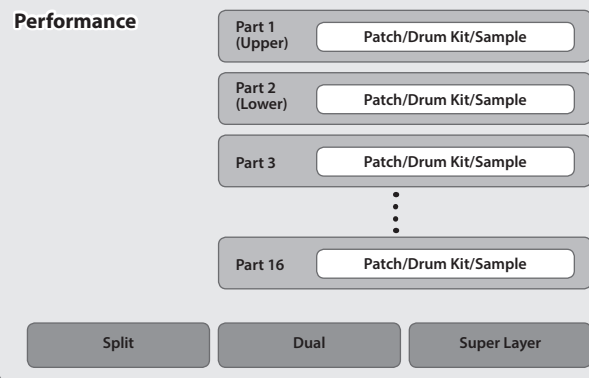 Performance
Part 1
(Upper)
Patch/Drum Kit/Sample
Part 2
(Lower)
Patch/Drum Kit/Sample
Part 3
Patch/Drum Kit/Sample
Part 16
Patch/Drum Kit/Sample
Split
Dual
Super Layer